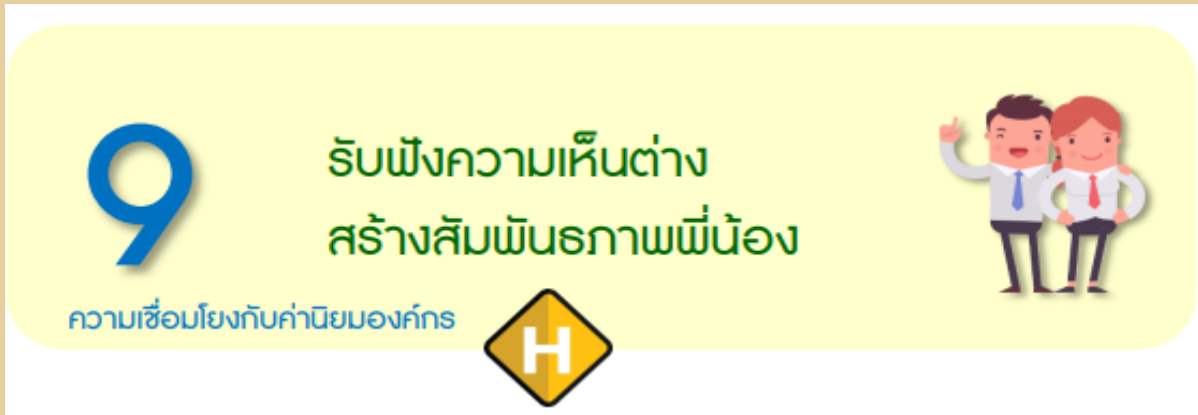 9
รับฟังความเห็นต่าง
สร้างสัมพันธภาพพี่น้อง
ความเชื่อมโยงกับค่านิยมองค์กร
H